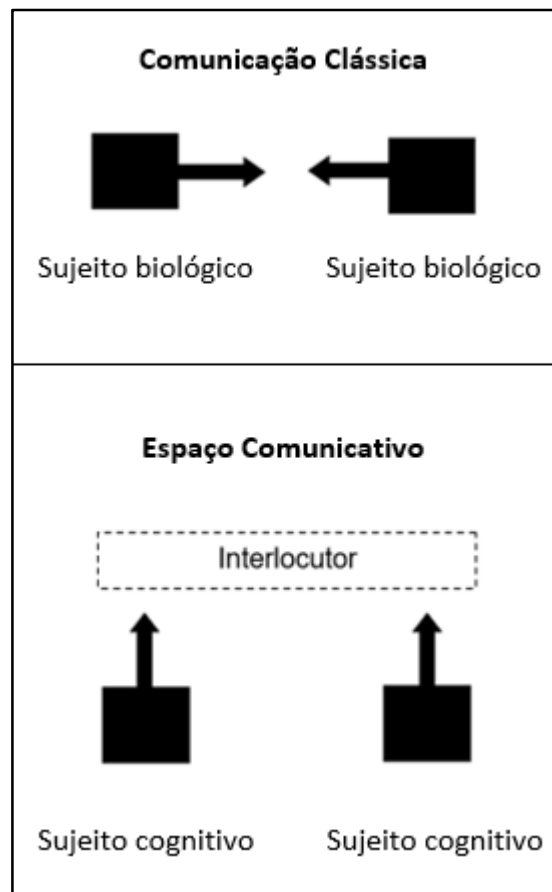 Comunicação Clássica
Sujeito biológico Sujeito biológico
Espaço Comunicativo
Interlocutor
Sujeito cognitivo Sujeito cognitivo